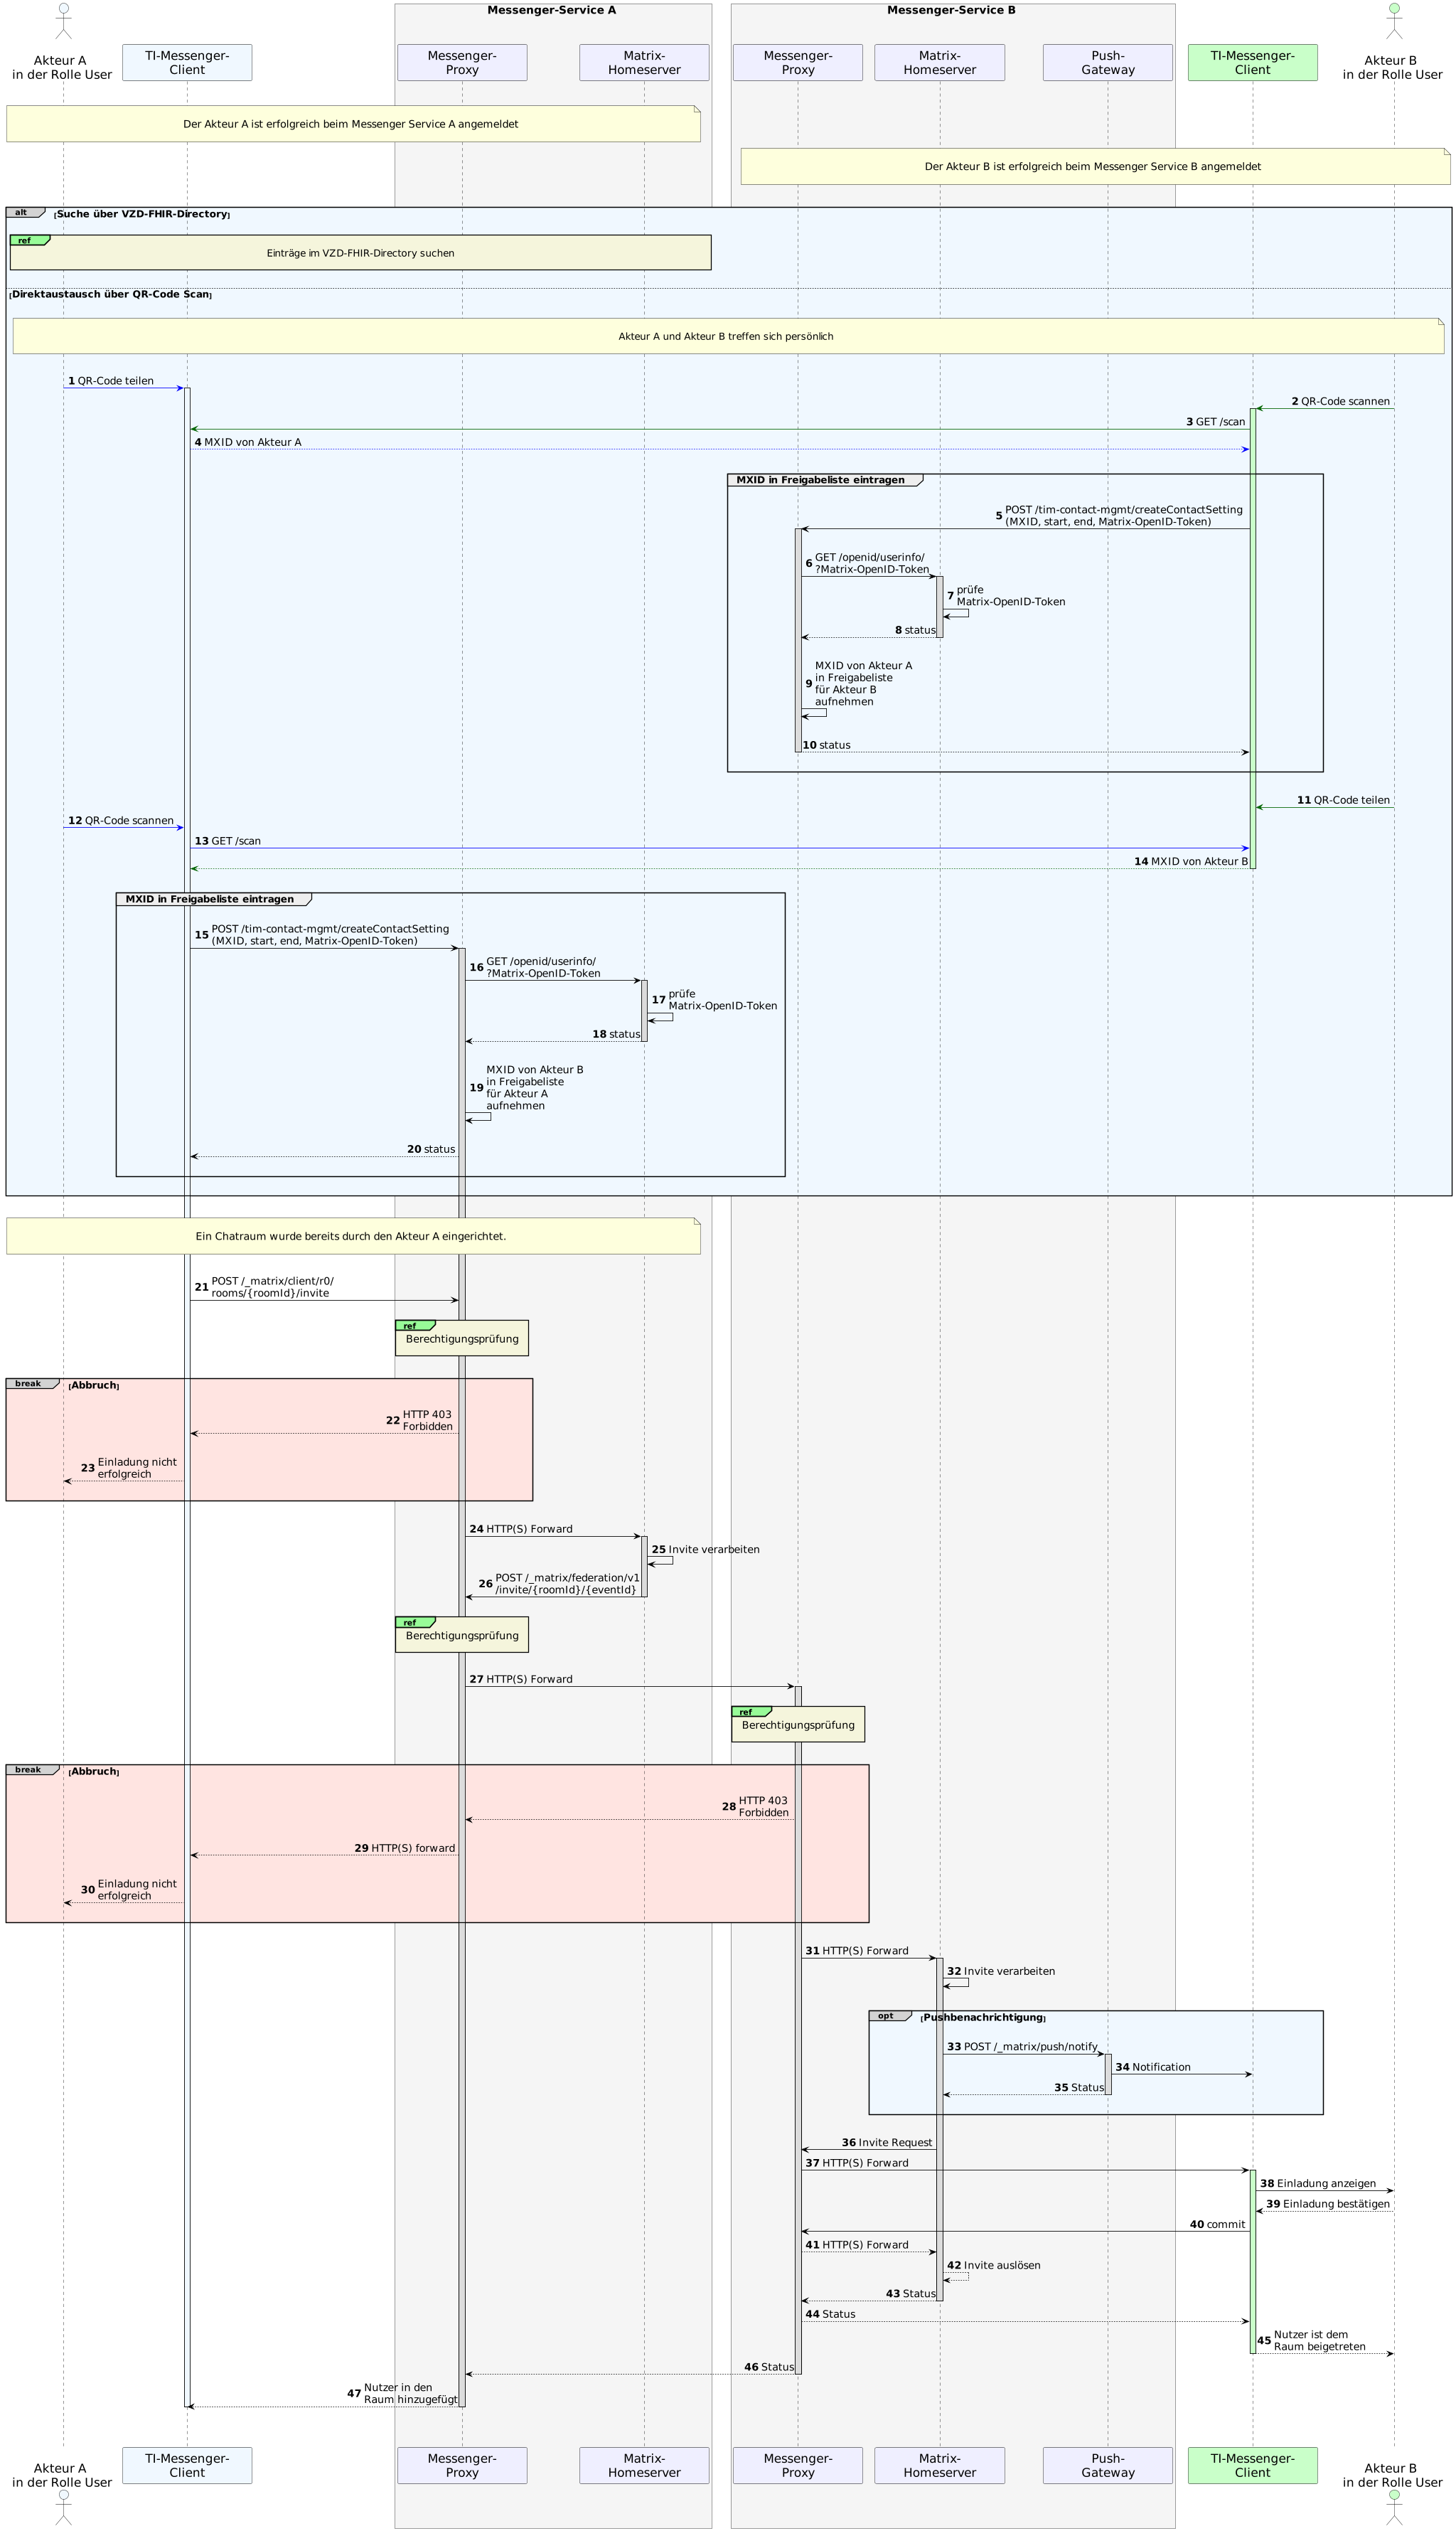 Messenger-Service A
Messenger-Service B
Akteur A
in der Rolle User
TI-Messenger-
Client
Messenger-
Proxy
Matrix-
Homeserver
Messenger-
Proxy
Matrix-
Homeserver
Push-
Gateway
TI-Messenger-
Client
Akteur B
in der Rolle User
Der Akteur A ist erfolgreich beim Messenger Service A angemeldet
Der Akteur B ist erfolgreich beim Messenger Service B angemeldet
alt [Suche über VZD-FHIR-Directory]
ref
Einträge im VZD-FHIR-Directory suchen
[Direktaustausch über QR-Code Scan]
Akteur A und Akteur B treffen sich persönlich
1 QR-Code teilen
2 QR-Code scannen
3 GET /scan
4 MXID von Akteur A
MXID in Freigabeliste eintragen
5 POST /tim-contact-mgmt/createContactSetting
(MXID, start, end, Matrix-OpenID-Token)
6 GET /openid/userinfo/
?Matrix-OpenID-Token
7 prüfe
Matrix-OpenID-Token
8 status
9 MXID von Akteur A
in Freigabeliste
für Akteur B
aufnehmen
10 status
11 QR-Code teilen
12 QR-Code scannen
13 GET /scan
14 MXID von Akteur B
MXID in Freigabeliste eintragen
15 POST /tim-contact-mgmt/createContactSetting
(MXID, start, end, Matrix-OpenID-Token)
16 GET /openid/userinfo/
?Matrix-OpenID-Token
17 prüfe
Matrix-OpenID-Token
18 status
19 MXID von Akteur B
in Freigabeliste
für Akteur A
aufnehmen
20 status
Ein Chatraum wurde bereits durch den Akteur A eingerichtet.
21 POST /_matrix/client/r0/
rooms/{roomId}/invite
ref
Berechtigungsprüfung
break [Abbruch]
22 HTTP 403
Forbidden
23 Einladung nicht
erfolgreich
24 HTTP(S) Forward
25 Invite verarbeiten
26 POST /_matrix/federation/v1
/invite/{roomId}/{eventId}
ref
Berechtigungsprüfung
27 HTTP(S) Forward
ref
Berechtigungsprüfung
break [Abbruch]
28 HTTP 403
Forbidden
29 HTTP(S) forward
30 Einladung nicht
erfolgreich
31 HTTP(S) Forward
32 Invite verarbeiten
opt [Pushbenachrichtigung]
33 POST /_matrix/push/notify
34 Notification
35 Status
36 Invite Request
37 HTTP(S) Forward
38 Einladung anzeigen
39 Einladung bestätigen
40 commit
41 HTTP(S) Forward
42 Invite auslösen
43 Status
44 Status
45 Nutzer ist dem
Raum beigetreten
46 Status
47 Nutzer in den
Raum hinzugefügt
Akteur A
in der Rolle User
TI-Messenger-
Client
Messenger-
Proxy
Matrix-
Homeserver
Messenger-
Proxy
Matrix-
Homeserver
Push-
Gateway
TI-Messenger-
Client
Akteur B
in der Rolle User